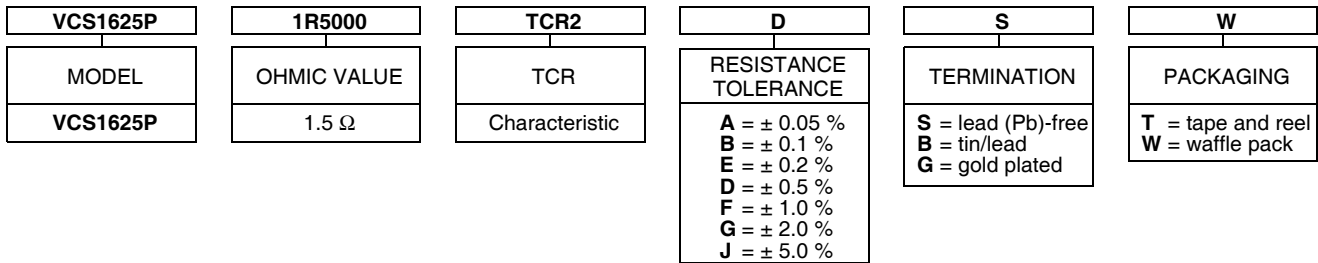 VCS1625P
MODEL
VCS1625P
1R5000
OHMIC VALUE
1.5 Ω
TCR2
TCR
Characteristic
D
RESISTANCE
TOLERANCE
A = ± 0.05 %
B = ± 0.1 %
E = ± 0.2 %
D = ± 0.5 %
F = ± 1.0 %
G = ± 2.0 %
J = ± 5.0 %
S
TERMINATION
S = lead (Pb)-free
B = tin/lead
G = gold plated
W
PACKAGING
T = tape and reel
W = waffle pack